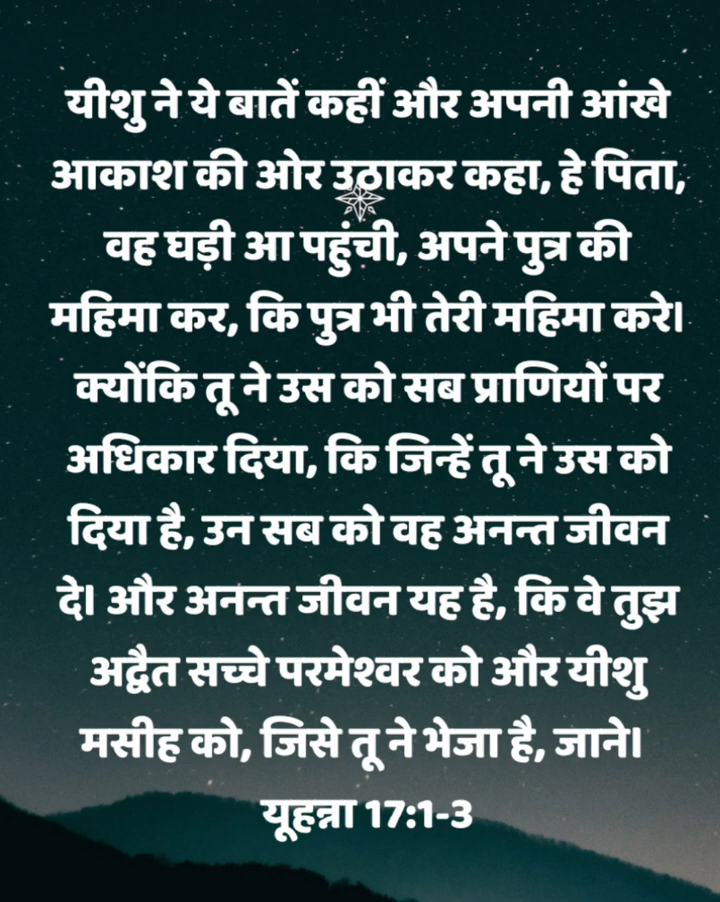 यीशु ने ये बातें कहीं और अपनी आंखे
आकाश की ओर उठाकर कहा, हे पिता,
वह घड़ी आ पहुंची, अपने पुत्र की
महिमा कर, कि पुत्र भी तेरी महिमा करे।
क्योंकि तू ने उस को सब प्राणियों पर
अधिकार दिया, कि जिन्हें तू ने उस को
दिया है, उन सब को वह अनन्त जीवन
दे। और अनन्त जीवन यह है, कि वे तुझ
अद्वैत सच्चे परमेश्वर को और यीशु
मसीह को, जिसे तू ने भेजा है, जाने।
यूहन्ना 17:1-3